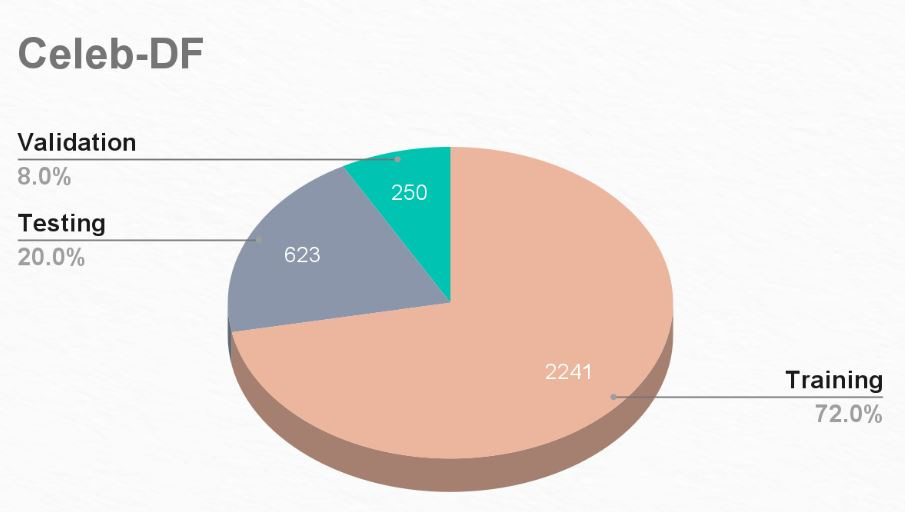 Celeb-DF
Validation
8.0%
250
Testing
20.0%
623
2241
Training
72.0%